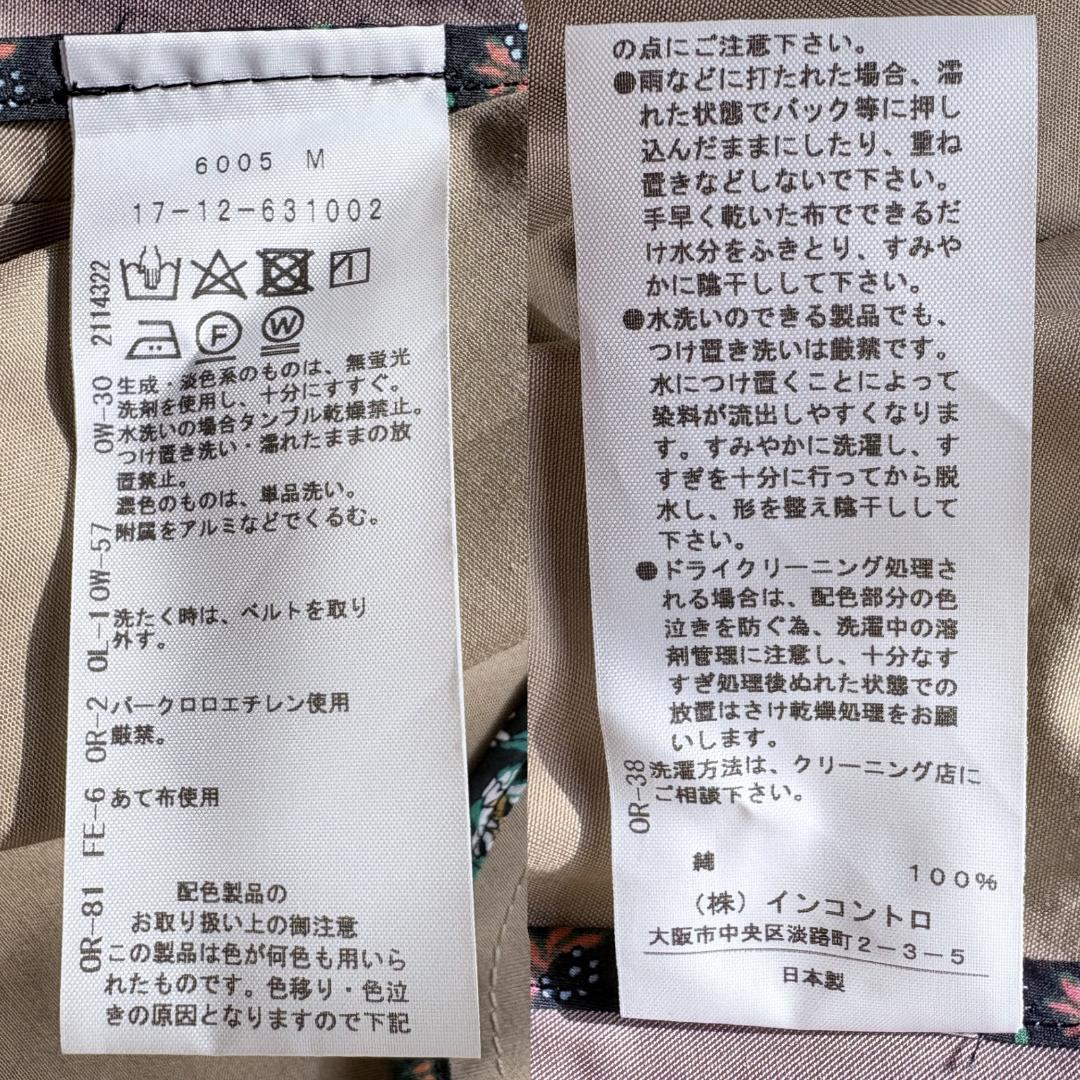 6005 M
17-12-631002
2114322
F
W
生成・淡色系のものは、無蛍光
洗剤を使用し、十分にすすぐ。
水洗いの場合タンブル乾燥禁止。
つけ置き洗い・濡れたままの放
置禁止。
濃色のものは、単品洗い。
附属をアルミなどでくるむ。
OW-30
OW-57
OL-1
洗たく時は、ベルトを取り
外す。
OR-2
パークロロエチレン使用
厳禁。
FE-6
あて布使用
OR-81
配色製品の
お取り扱い上の御注意
この製品は色が何色も用いら
れたものです。色移り・色泣
きの原因となりますので下記
の点にご注意下さい。
●雨などに打たれた場合、濡
れた状態でバック等に押し
込んだままにしたり、重ね
置きなどしないで下さい。
手早く乾いた布でできるだ
け水分をふきとり、すみや
かに陰干しして下さい。
●水洗いのできる製品でも、
つけ置き洗いは厳禁です。
水につけ置くことによって
染料が流出しやすくなりま
す。すみやかに洗濯し、す
すぎを十分に行ってから脱
水し、形を整え陰干しして
下さい。
●ドライクリーニング処理さ
れる場合は、配色部分の色
泣きを防ぐ為、洗濯中の溶
剤管理に注意し、十分なす
すぎ処理後ぬれた状態での
放置はさけ乾燥処理をお願
いします。
OR-38
洗濯方法は、クリーニング店に
ご相談下さい。
綿 100%
(株)インコントロ
大阪市中央区淡路町2-3-5
日本製